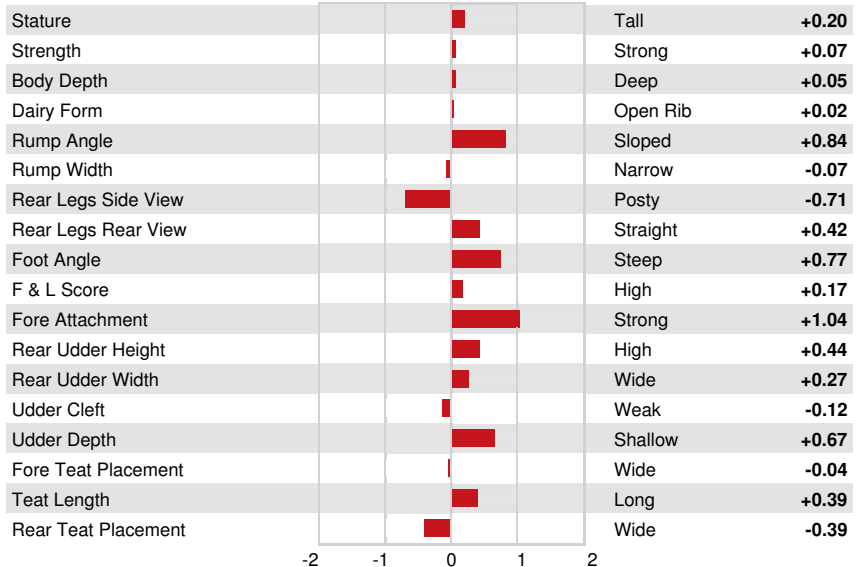 Stature Tall +0.20
Strength Strong +0.07
Body Depth Deep +0.05
Dairy Form Open Rib +0.02
Rump Angle Sloped +0.84
Rump Width Narrow -0.07
Rear Legs Side View Posty -0.71
Rear Legs Rear View Straight +0.42
Foot Angle Steep +0.77
F & L Score High +0.17
Fore Attachment Strong +1.04
Rear Udder Height High +0.44
Rear Udder Width Wide +0.27
Udder Cleft Weak -0.12
Udder Depth Shallow +0.67
Fore Teat Placement Wide -0.04
Teat Length Long +0.39
Rear Teat Placement Wide -0.39
-2 -1 0 1 2